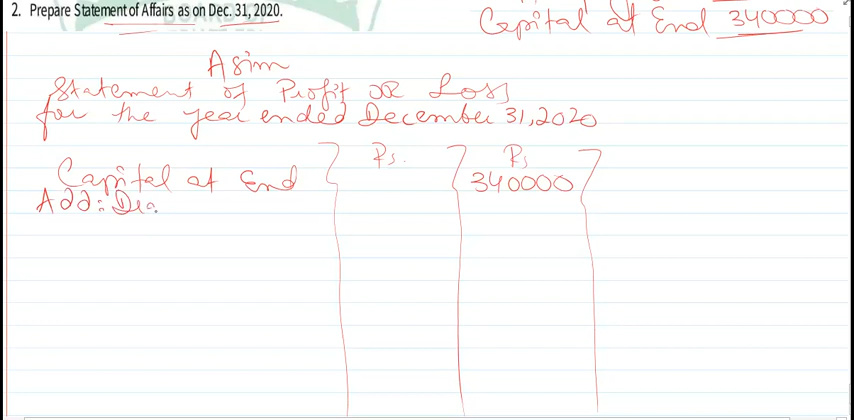 2. Prepare Statement of Affairs as on Dec. 31, 2020.
Capital at End 340000
Asim
Statement of Profit OR Loss
for the year ended December 31, 2020
Rs. Rs
Capital at End 340000
Add: